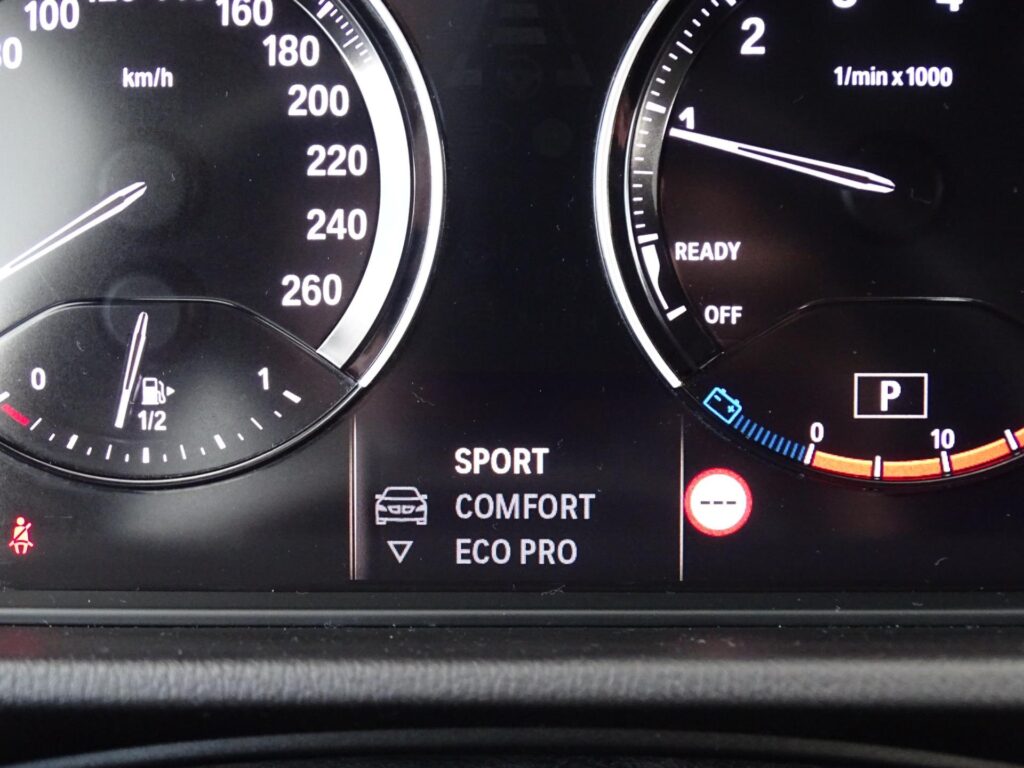 100
160
180
200
220
240
260
km/h
0
1/2
1
2
1/min x 1000
1
READY
OFF
P
0
10
SPORT
COMFORT
ECO PRO
---